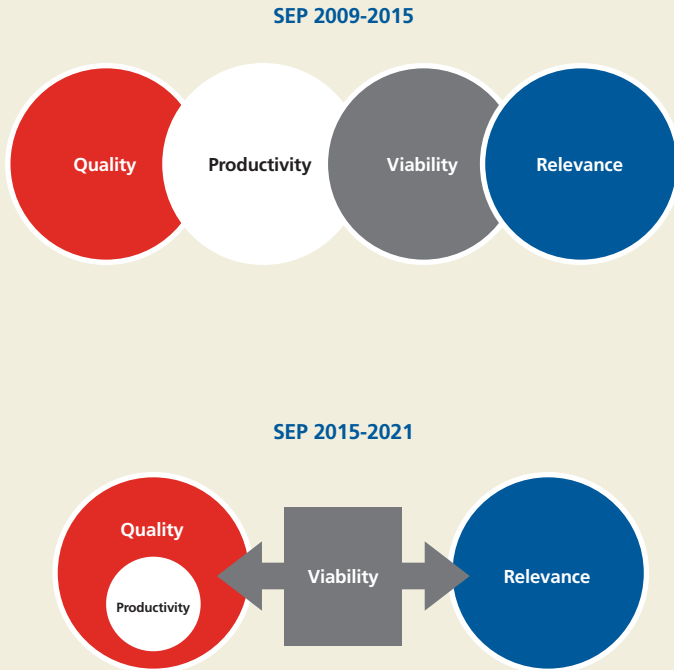 SEP 2009-2015
Quality Productivity Viability Relevance
SEP 2015-2021
Quality
Viability Relevance
Productivity